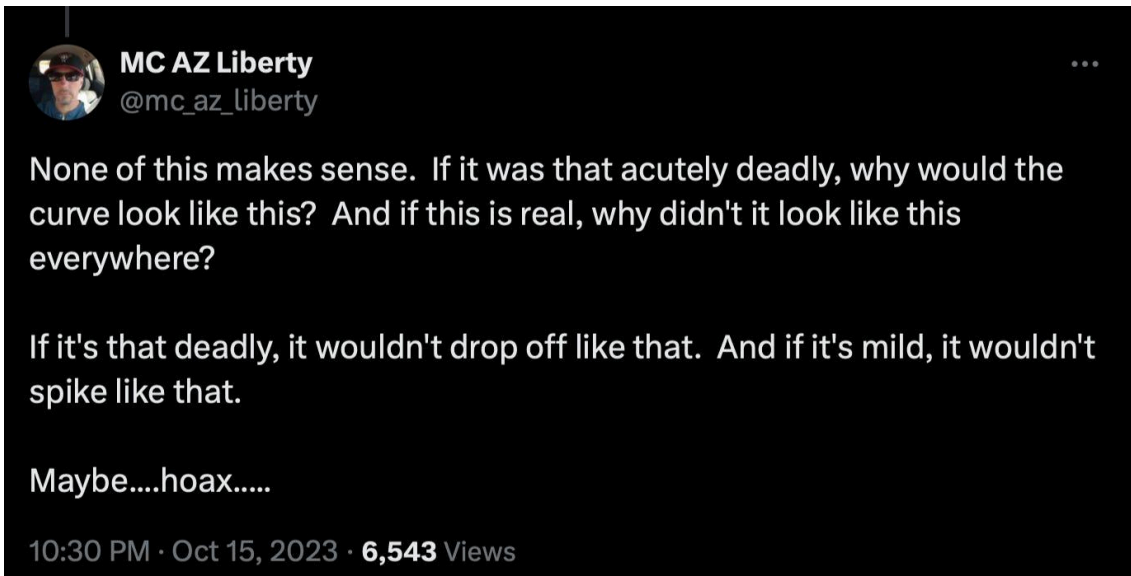 MC AZ Liberty
@mc_az_liberty
None of this makes sense.  If it was that acutely deadly, why would the
curve look like this?  And if this is real, why didn't it look like this
everywhere?
If it's that deadly, it wouldn't drop off like that.  And if it's mild, it wouldn't
spike like that.
Maybe....hoax.....
10:30 PM · Oct 15, 2023 · 6,543 Views